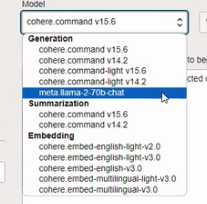 Model
cohere.command v15.6
Generation
cohere.command v15.6
cohere.command v14.2
cohere.command-light v15.6
cohere.command-light v14.2
meta.llama-2-70b-chat
Summarization
cohere.command v15.6
cohere.command v14.2
Embedding
cohere.embed-english-light-v2.0
cohere.embed-english-light-v3.0
cohere.embed-english-v3.0
cohere.embed-multilingual-light-v3.0
cohere.embed-multilingual-v3.0